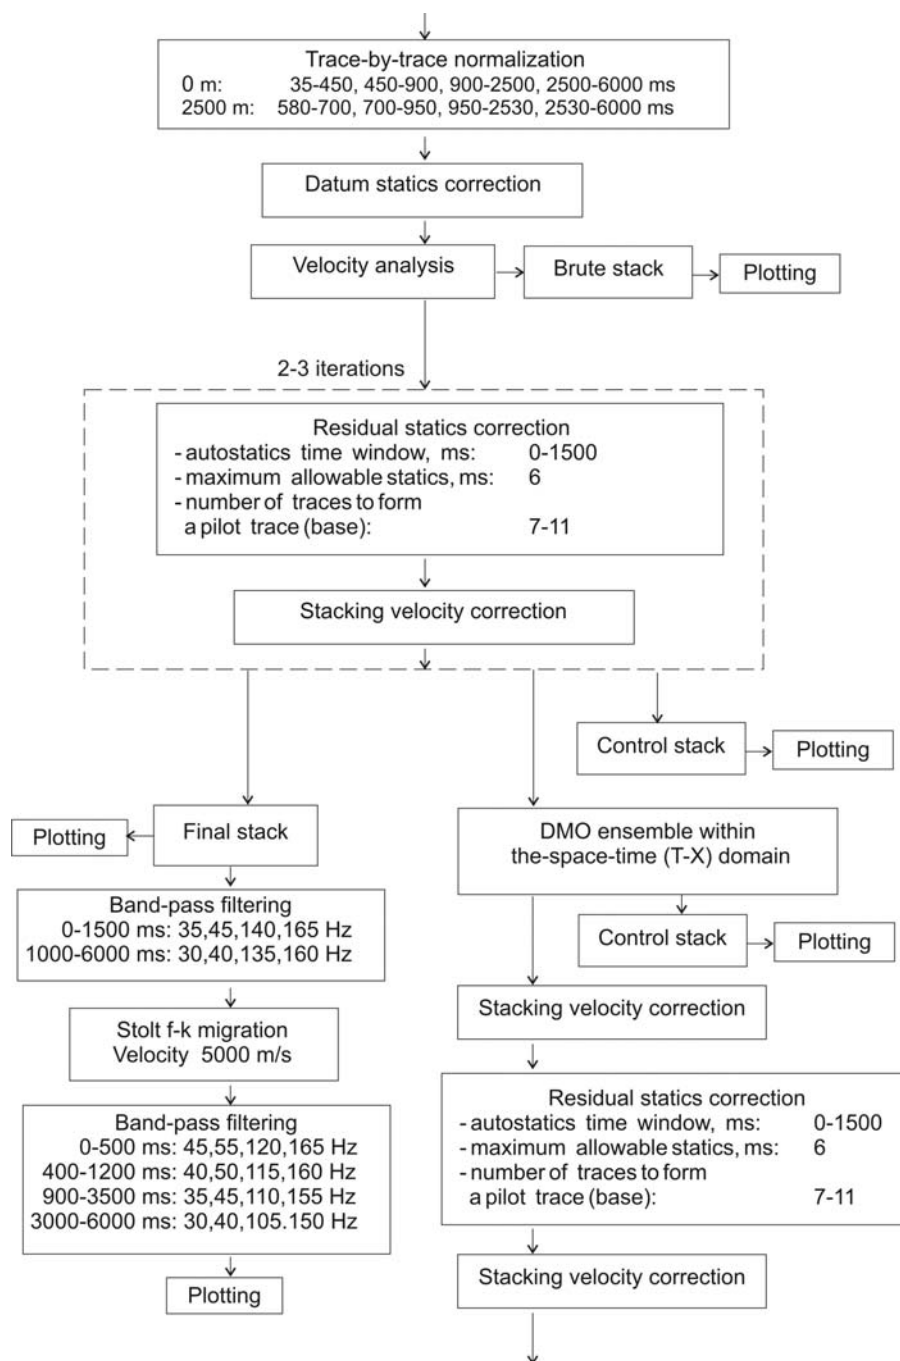 Trace-by-trace normalization
0 m: 35-450, 450-900, 900-2500, 2500-6000 ms
2500 m: 580-700, 700-950, 950-2530, 2530-6000 ms
Datum statics correction
Velocity analysis
Brute stack
Plotting
2-3 iterations
Residual statics correction
- autostatics time window, ms: 0-1500
- maximum allowable statics, ms: 6
- number of traces to form
a pilot trace (base): 7-11
Stacking velocity correction
Control stack
Plotting
Plotting
Final stack
Band-pass filtering
0-1500 ms: 35,45,140,165 Hz
1000-6000 ms: 30,40,135,160 Hz
Stolt f-k migration
Velocity 5000 m/s
Band-pass filtering
0-500 ms: 45,55,120,165 Hz
400-1200 ms: 40,50,115,160 Hz
900-3500 ms: 35,45,110,155 Hz
3000-6000 ms: 30,40,105.150 Hz
Plotting
DMO ensemble within
the-space-time (T-X) domain
Control stack
Plotting
Stacking velocity correction
Residual statics correction
- autostatics time window, ms: 0-1500
- maximum allowable statics, ms: 6
- number of traces to form
a pilot trace (base): 7-11
Stacking velocity correction